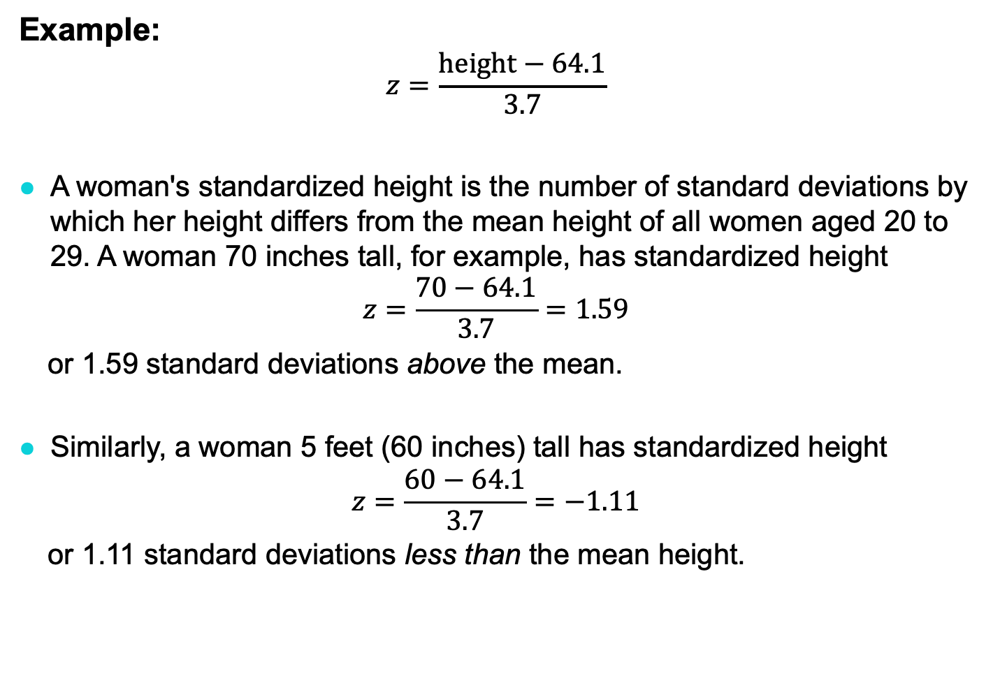 Example:
z = (height − 64.1) / 3.7
• A woman's standardized height is the number of standard deviations by
which her height differs from the mean height of all women aged 20 to
29. A woman 70 inches tall, for example, has standardized height
z = (70 − 64.1) / 3.7 = 1.59
or 1.59 standard deviations above the mean.
• Similarly, a woman 5 feet (60 inches) tall has standardized height
z = (60 − 64.1) / 3.7 = −1.11
or 1.11 standard deviations less than the mean height.